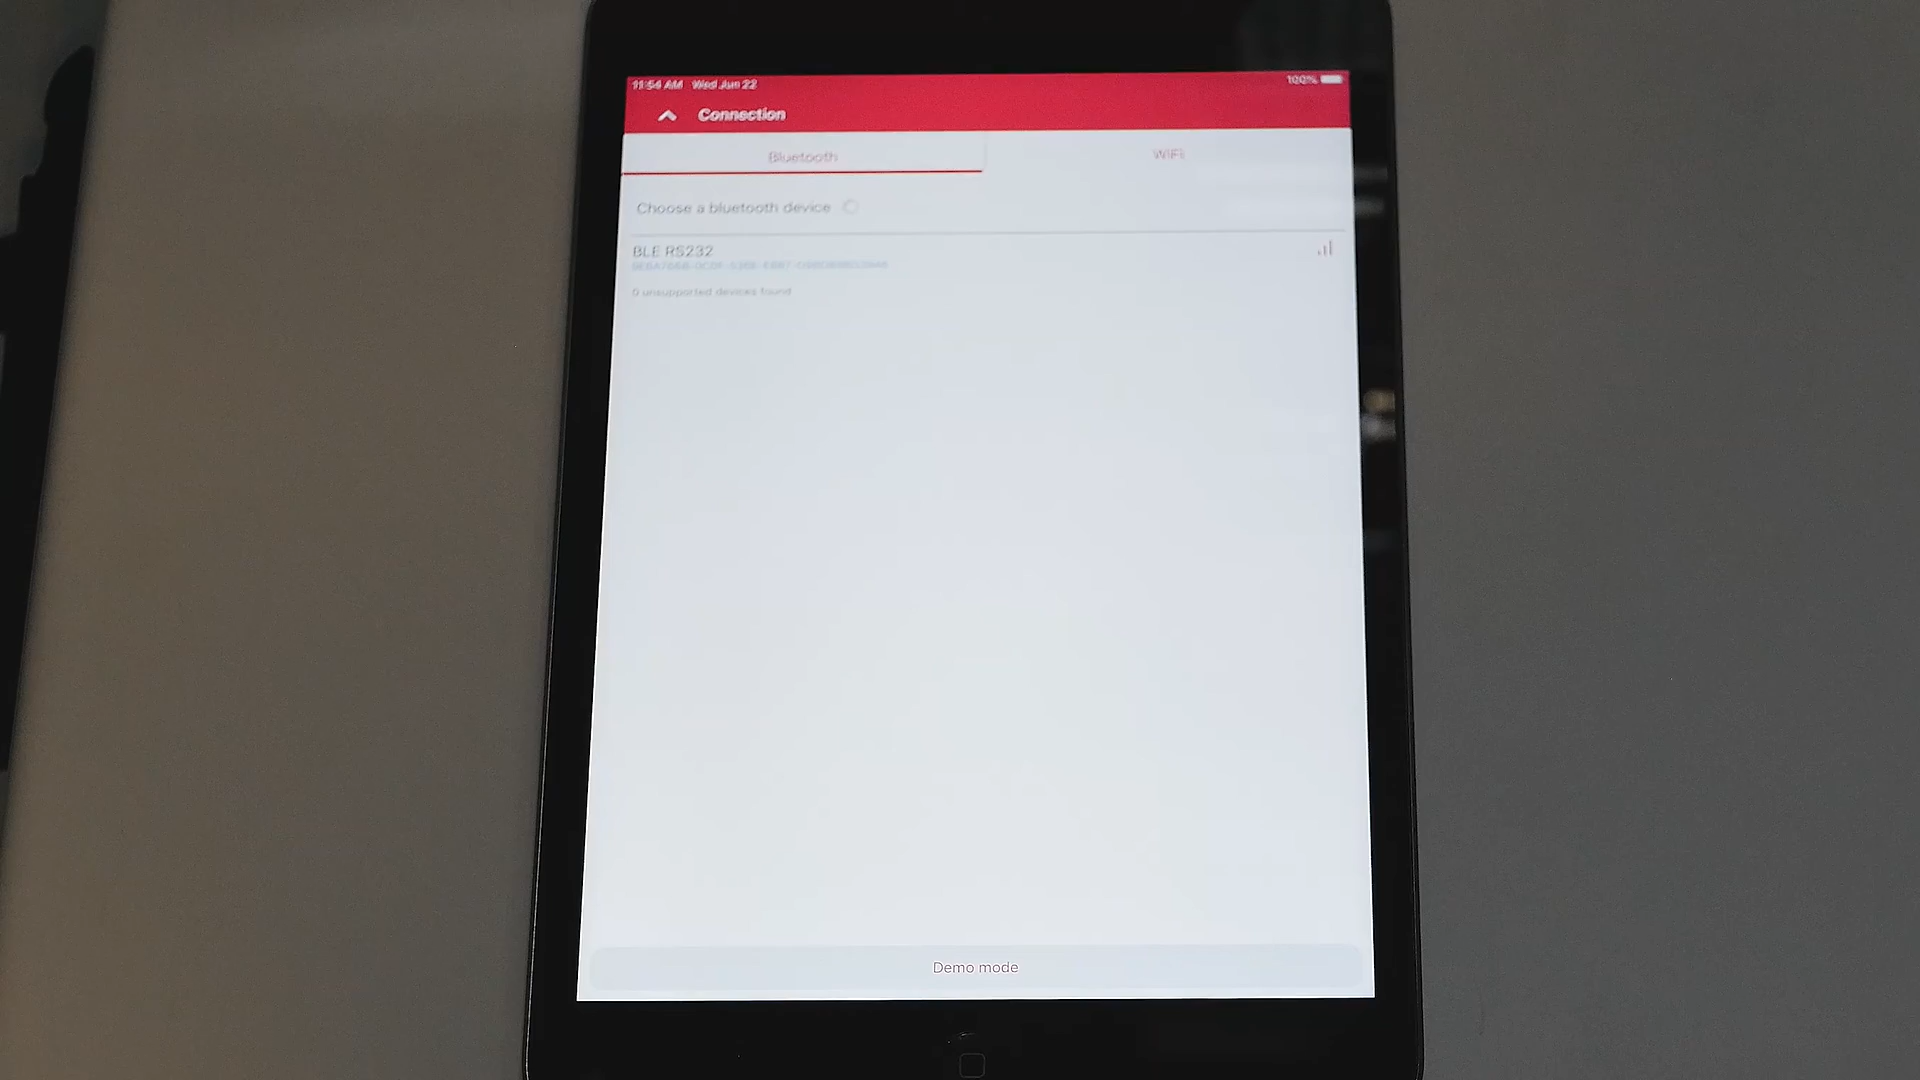 11:54 AM Wed Jun 22
100%
Connection
Bluetooth
WIFI
Choose a bluetooth device
BLE RS232
0 unsupported devices found
Demo mode